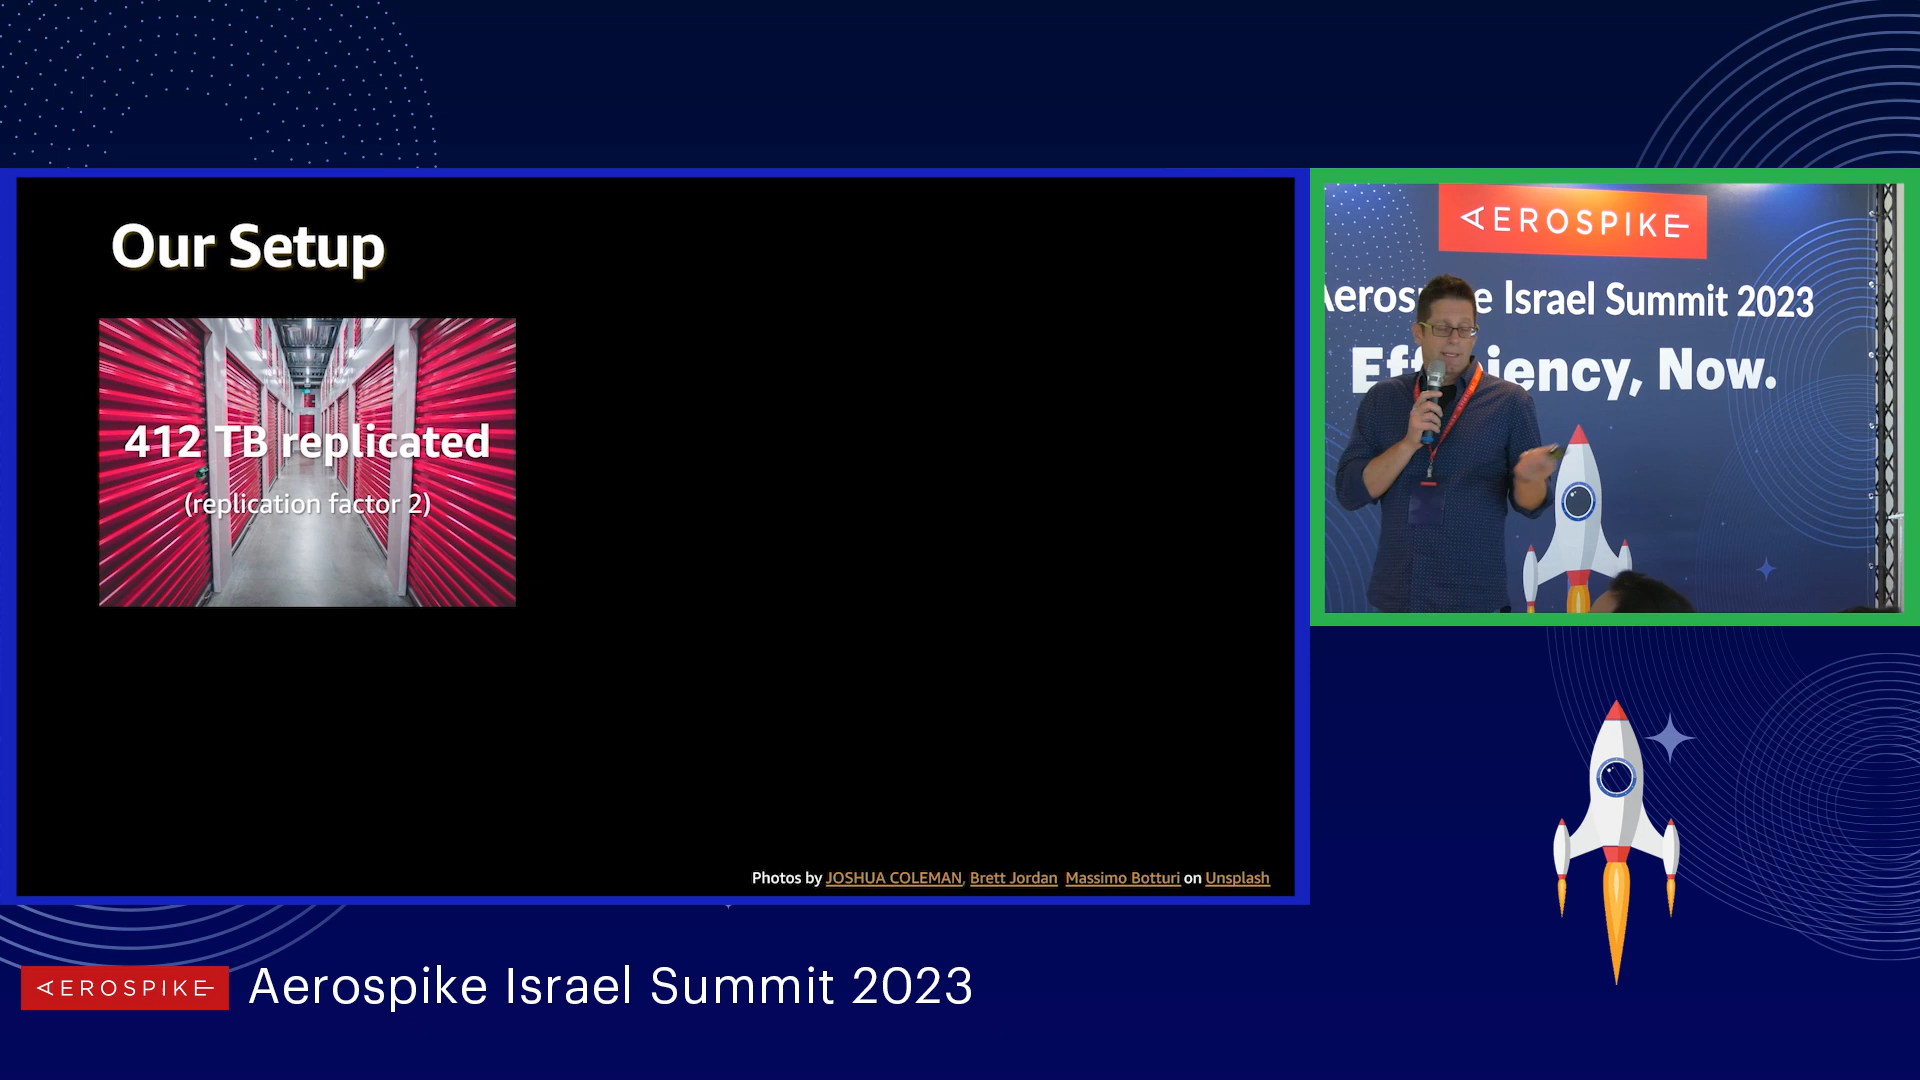 Our Setup
412 TB replicated
(replication factor 2)
Photos by JOSHUA COLEMAN, Brett Jordan Massimo Botturi on Unsplash
AEROSPIKE
Aerospike Israel Summit 2023
Efficiency, Now.
AEROSPIKE
Aerospike Israel Summit 2023